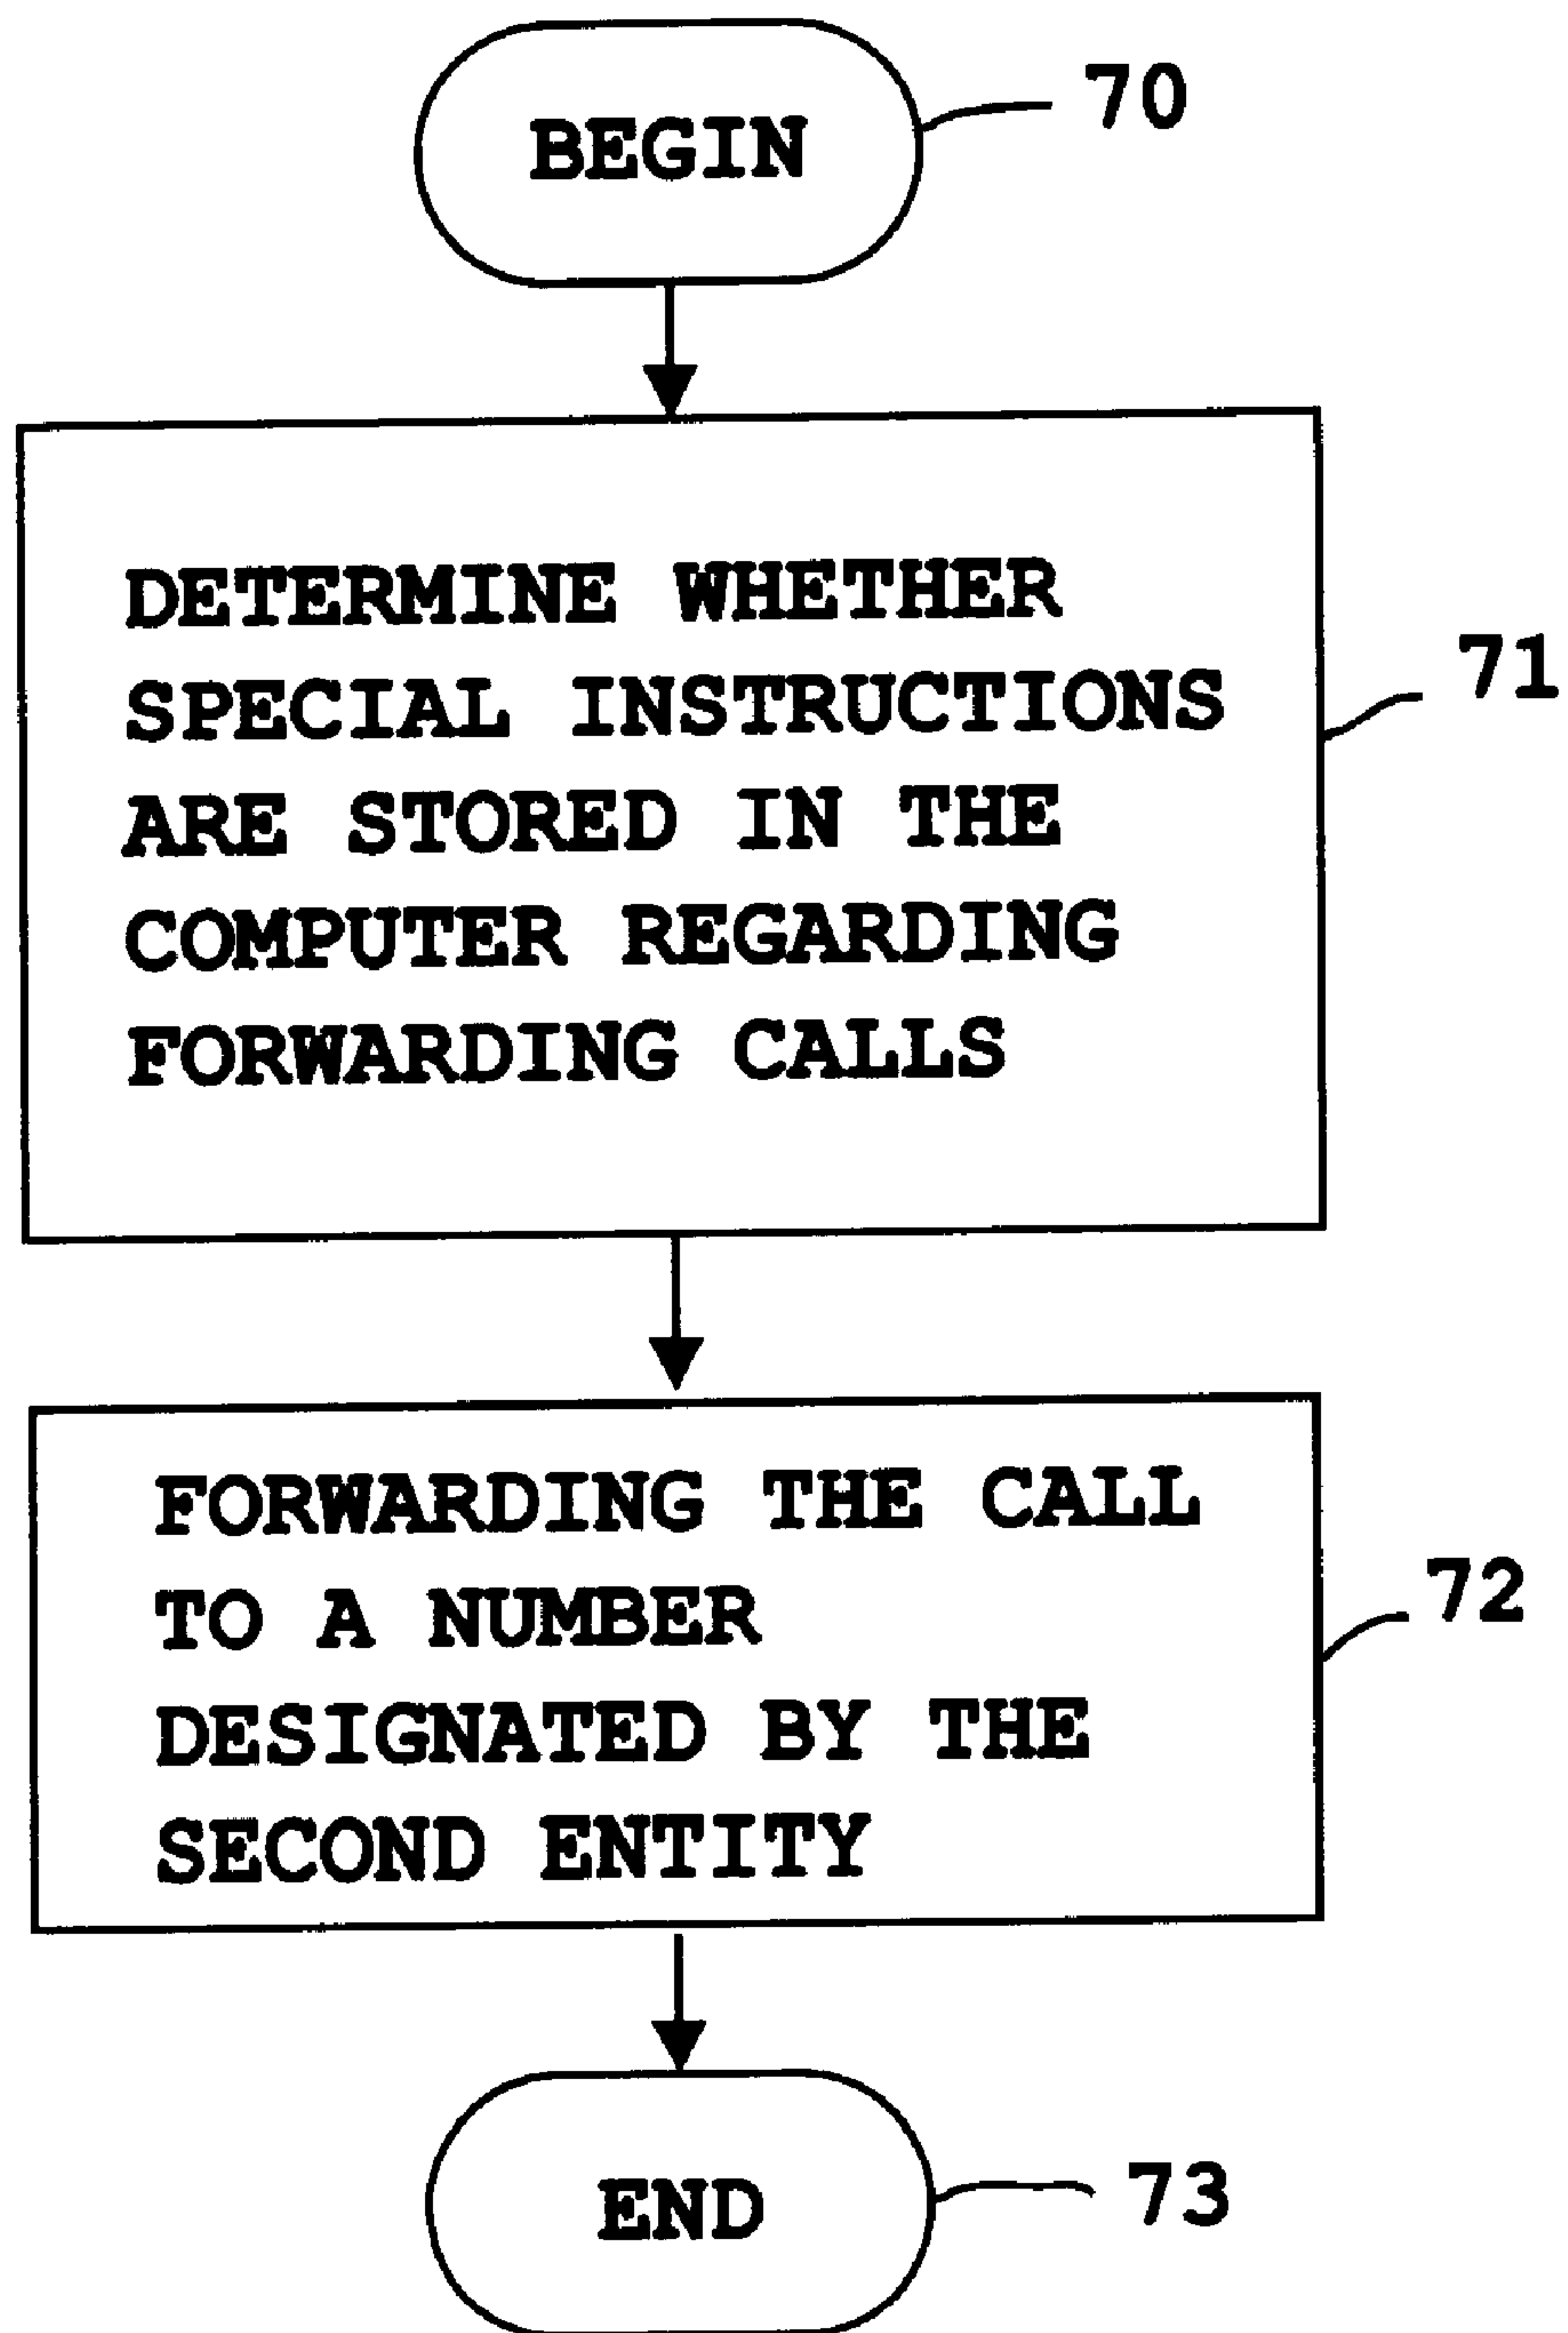 BEGIN
70
DETERMINE WHETHER
SPECIAL INSTRUCTIONS
ARE STORED IN THE
COMPUTER REGARDING
FORWARDING CALLS
71
FORWARDING THE CALL
TO A NUMBER
DESIGNATED BY THE
SECOND ENTITY
72
END
73